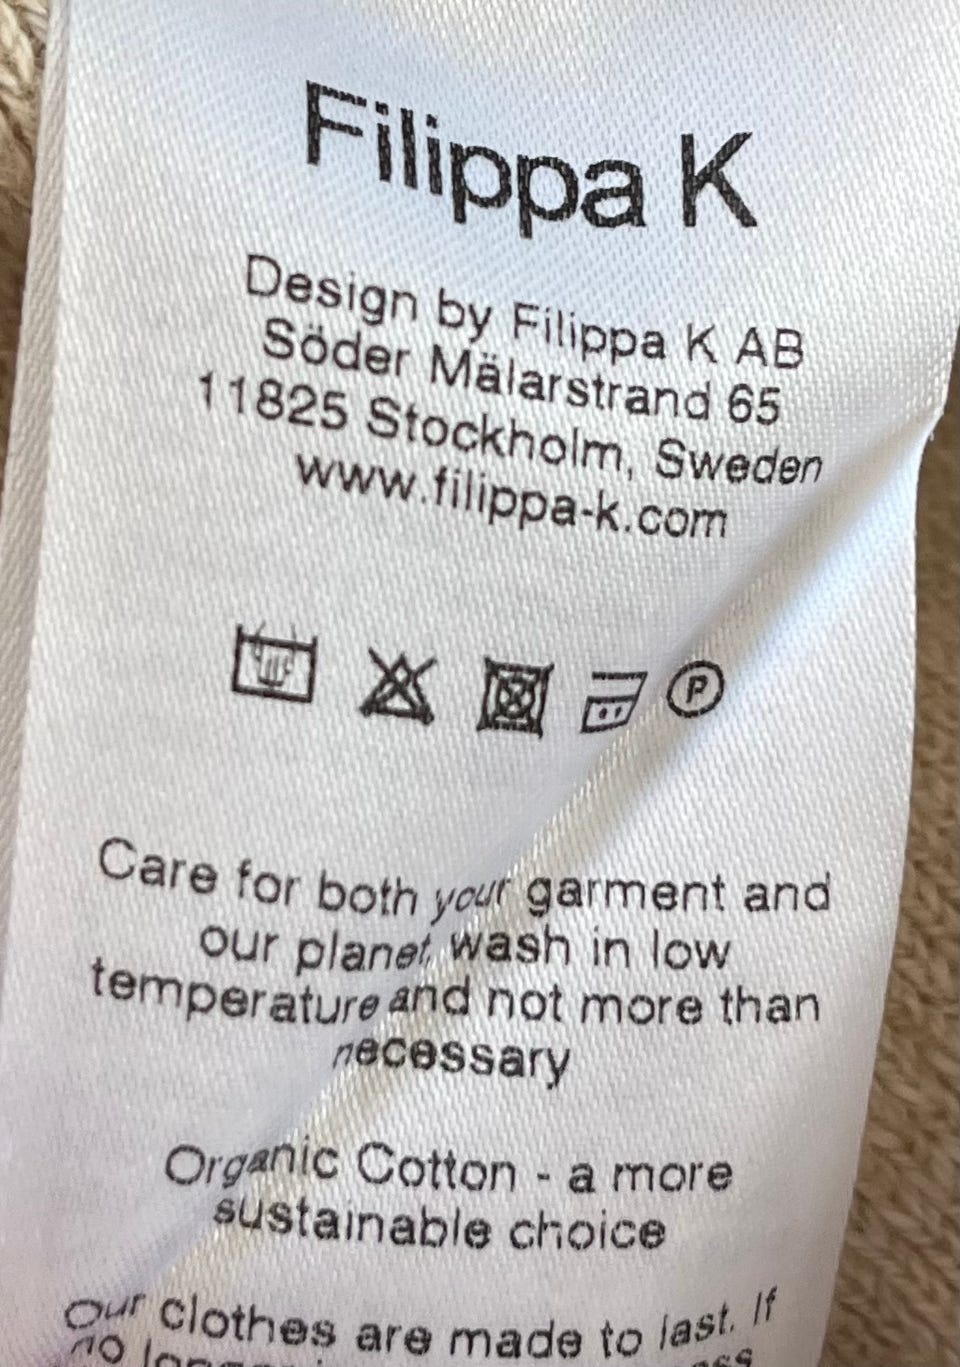 Filippa K
Design by Filippa K AB
Söder Mälarstrand 65
11825 Stockholm, Sweden
www.filippa-k.com
P
Care for both your garment and
our planet, wash in low
temperature and not more than
necessary
Organic Cotton - a more
sustainable choice
Our clothes are made to last. If
no